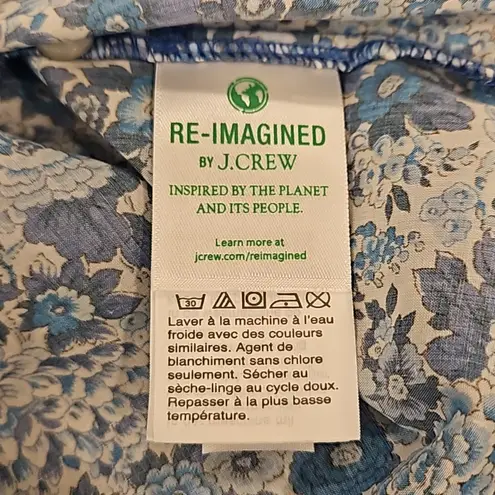 RE-IMAGINED
BY J.CREW
INSPIRED BY THE PLANET
AND ITS PEOPLE.
Learn more at
jcrew.com/reimagined
30
Laver à la machine à l'eau
froide avec des couleurs
similaires. Agent de
blanchiment sans chlore
seulement. Sécher au
sèche-linge au cycle doux.
Repasser à la plus basse
température.